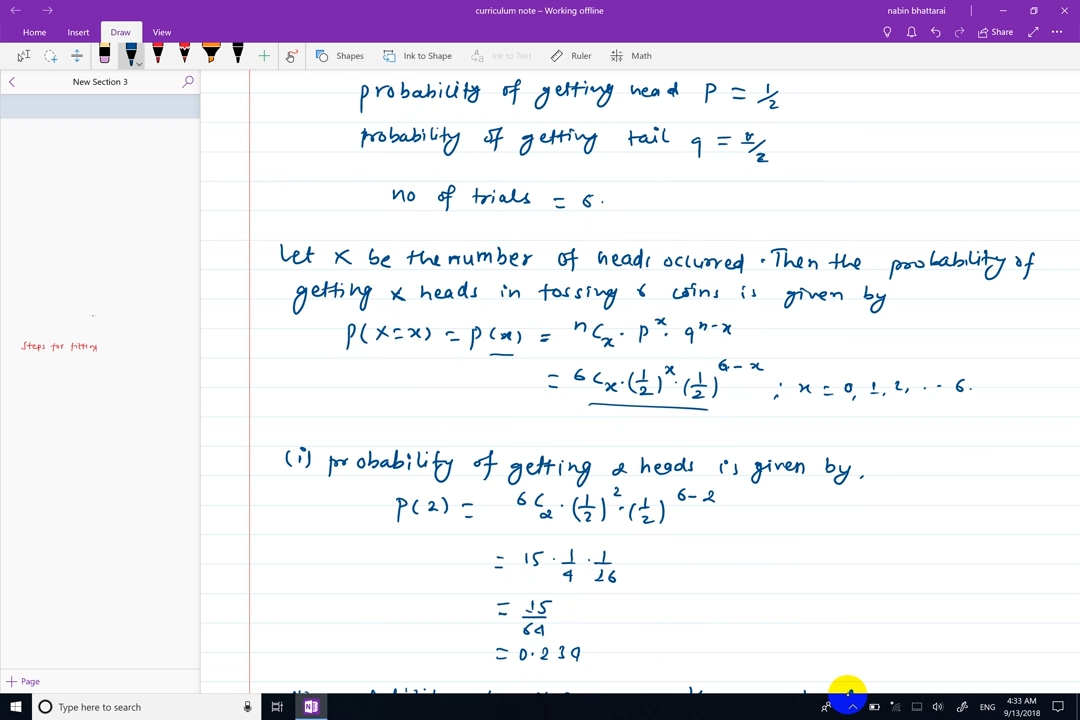 curriculum note – Working offline
nabin bhattarai
Home Insert Draw View
Share
Shapes Ink to Shape Ink to Text Ruler Math
New Section 3
Steps for fitting
probability of getting head P = 1/2
probability of getting tail q = 1/2
no of trials = 6.
Let X be the number of heads occurred. Then the probability of
getting x heads in tossing 6 coins is given by
P(X=x) = p(x) = ⁿCₓ · pˣ · qⁿ⁻ˣ
= ⁶Cₓ · (1/2)ˣ · (1/2)⁶⁻ˣ ; x = 0, 1, 2, ... 6.
(i) probability of getting 2 heads is given by,
P(2) = ⁶C₂ · (1/2)² · (1/2)⁶⁻²
= 15 · 1/4 · 1/16
= 15/64
= 0.234
Page
Type here to search
ENG
4:33 AM
9/13/2018